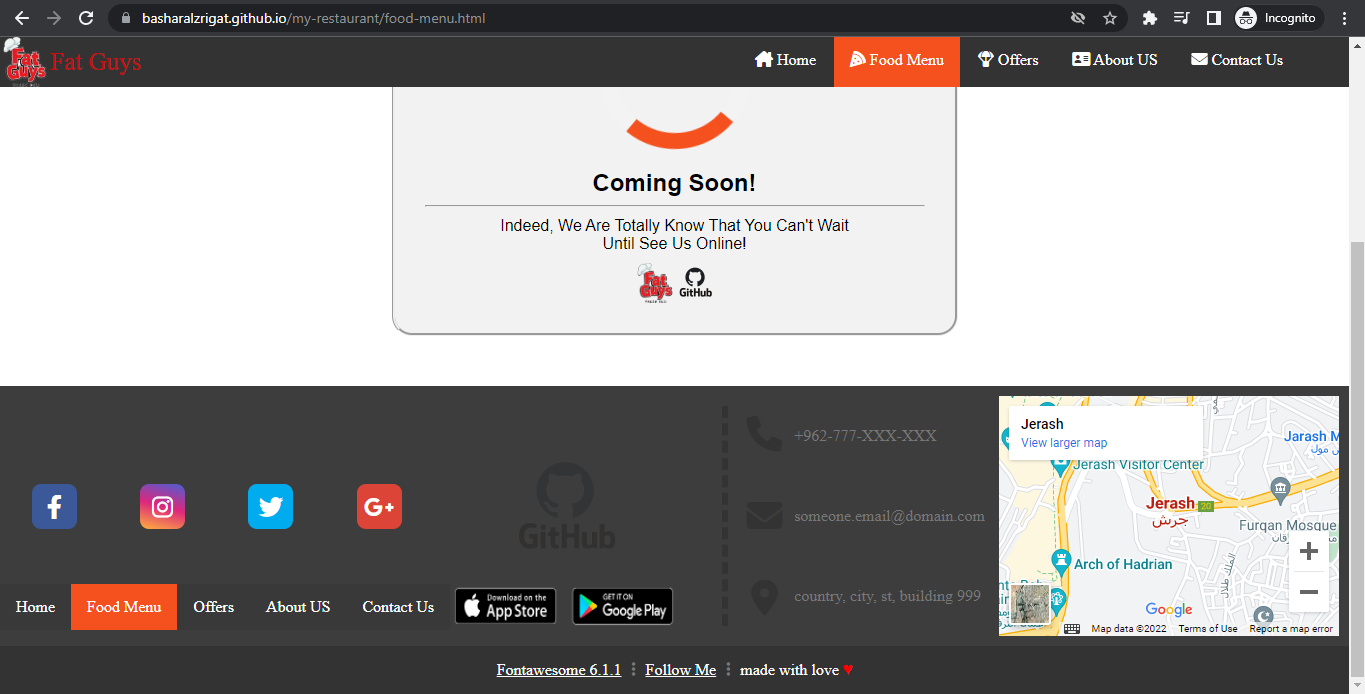 basharalzrigat.github.io/my-restaurant/food-menu.html
Incognito
Fat Guys
Fat Guys
Home
Food Menu
Offers
About US
Contact Us
Coming Soon!
Indeed, We Are Totally Know That You Can't Wait
Until See Us Online!
Fat Guys
GitHub
GitHub
+962-777-XXX-XXX
someone.email@domain.com
country, city, st, building 999
Jerash
View larger map
Jarash M
Jerash Visitor Center
Jerash
20
جرش
Furqan Mosque
Arch of Hadrian
Google
Map data ©2022
Terms of Use
Report a map error
Home
Food Menu
Offers
About US
Contact Us
Download on the
App Store
GET IT ON
Google Play
Fontawesome 6.1.1
Follow Me
made with love